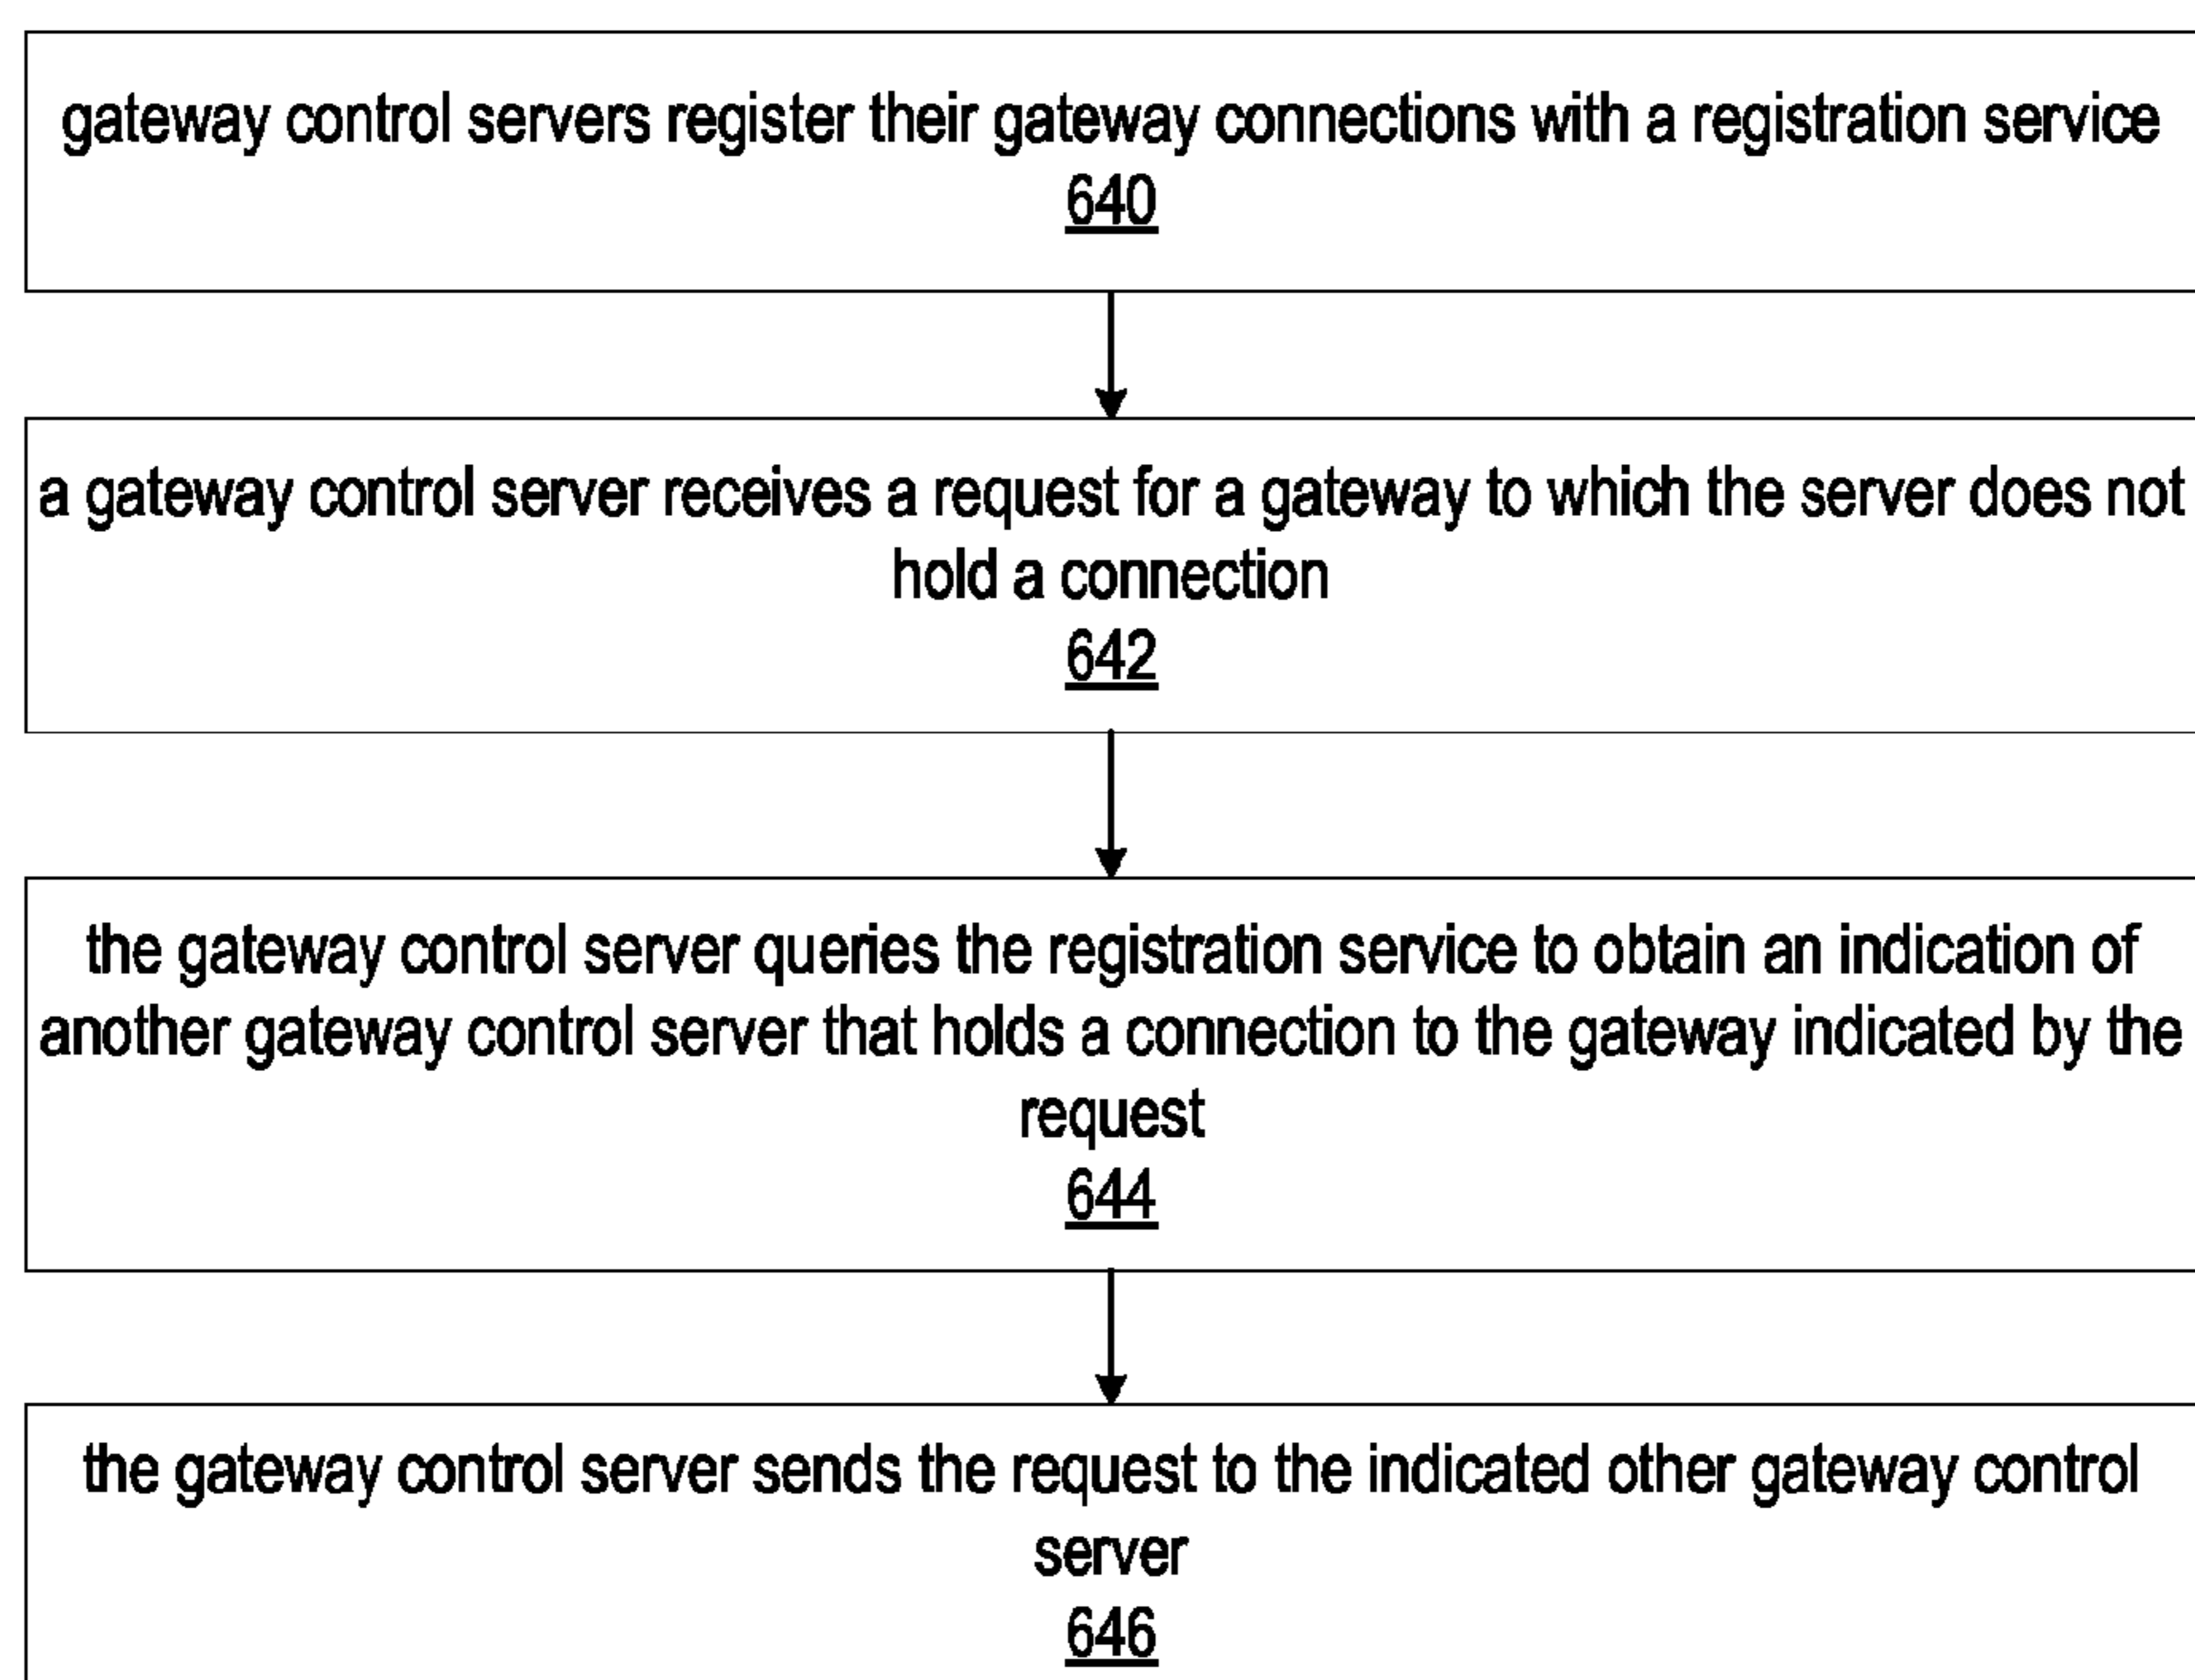 gateway control servers register their gateway connections with a registration service
640
a gateway control server receives a request for a gateway to which the server does not
hold a connection
642
the gateway control server queries the registration service to obtain an indication of
another gateway control server that holds a connection to the gateway indicated by the
request
644
the gateway control server sends the request to the indicated other gateway control
server
646